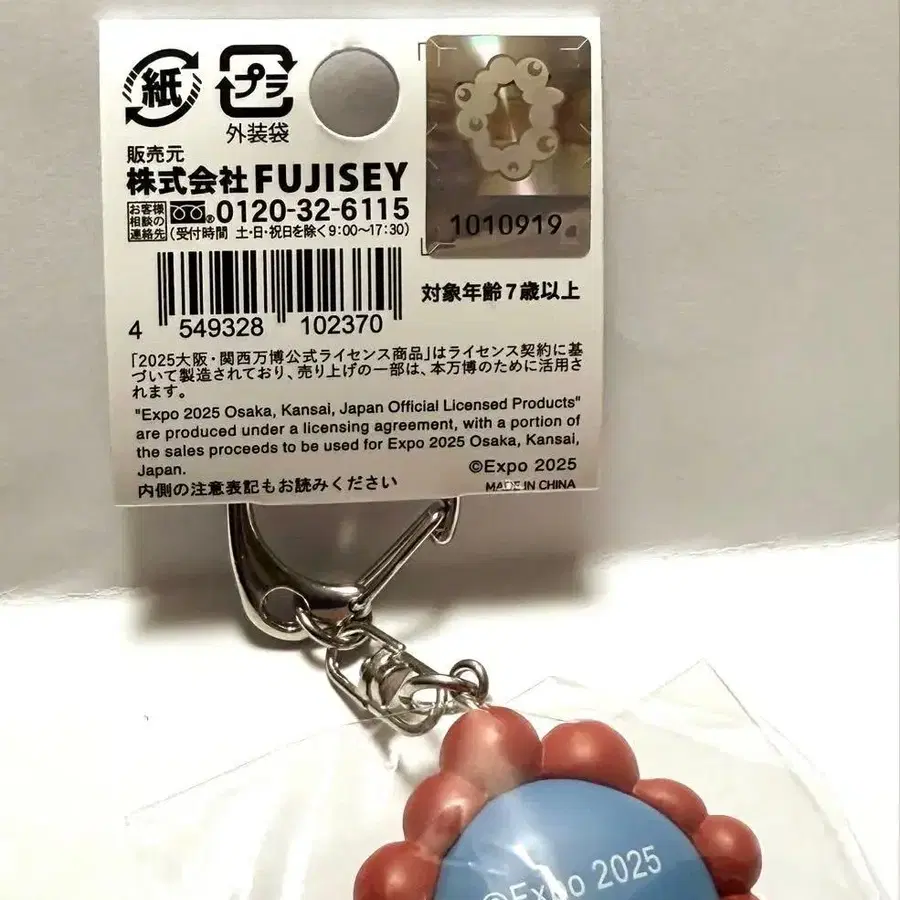 紙
プラ
外装袋
販売元
株式会社FUJISEY
お客様
相談の
連絡先
0120-32-6115
(受付時間 土・日・祝日を除く9:00〜17:30)
1010919
4 549328 102370
対象年齢7歳以上
「2025大阪・関西万博公式ライセンス商品」はライセンス契約に基
づいて製造されており、売り上げの一部は、本万博のために活用さ
れます。
"Expo 2025 Osaka, Kansai, Japan Official Licensed Products"
are produced under a licensing agreement, with a portion of
the sales proceeds to be used for Expo 2025 Osaka, Kansai,
Japan.
©Expo 2025
内側の注意表記もお読みください
MADE IN CHINA
©Expo 2025